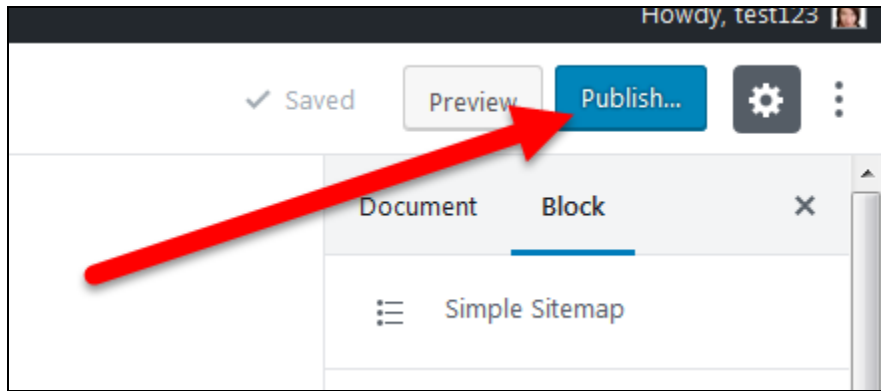 Howdy, test123
Saved
Preview
Publish...
Document
Block
Simple Sitemap